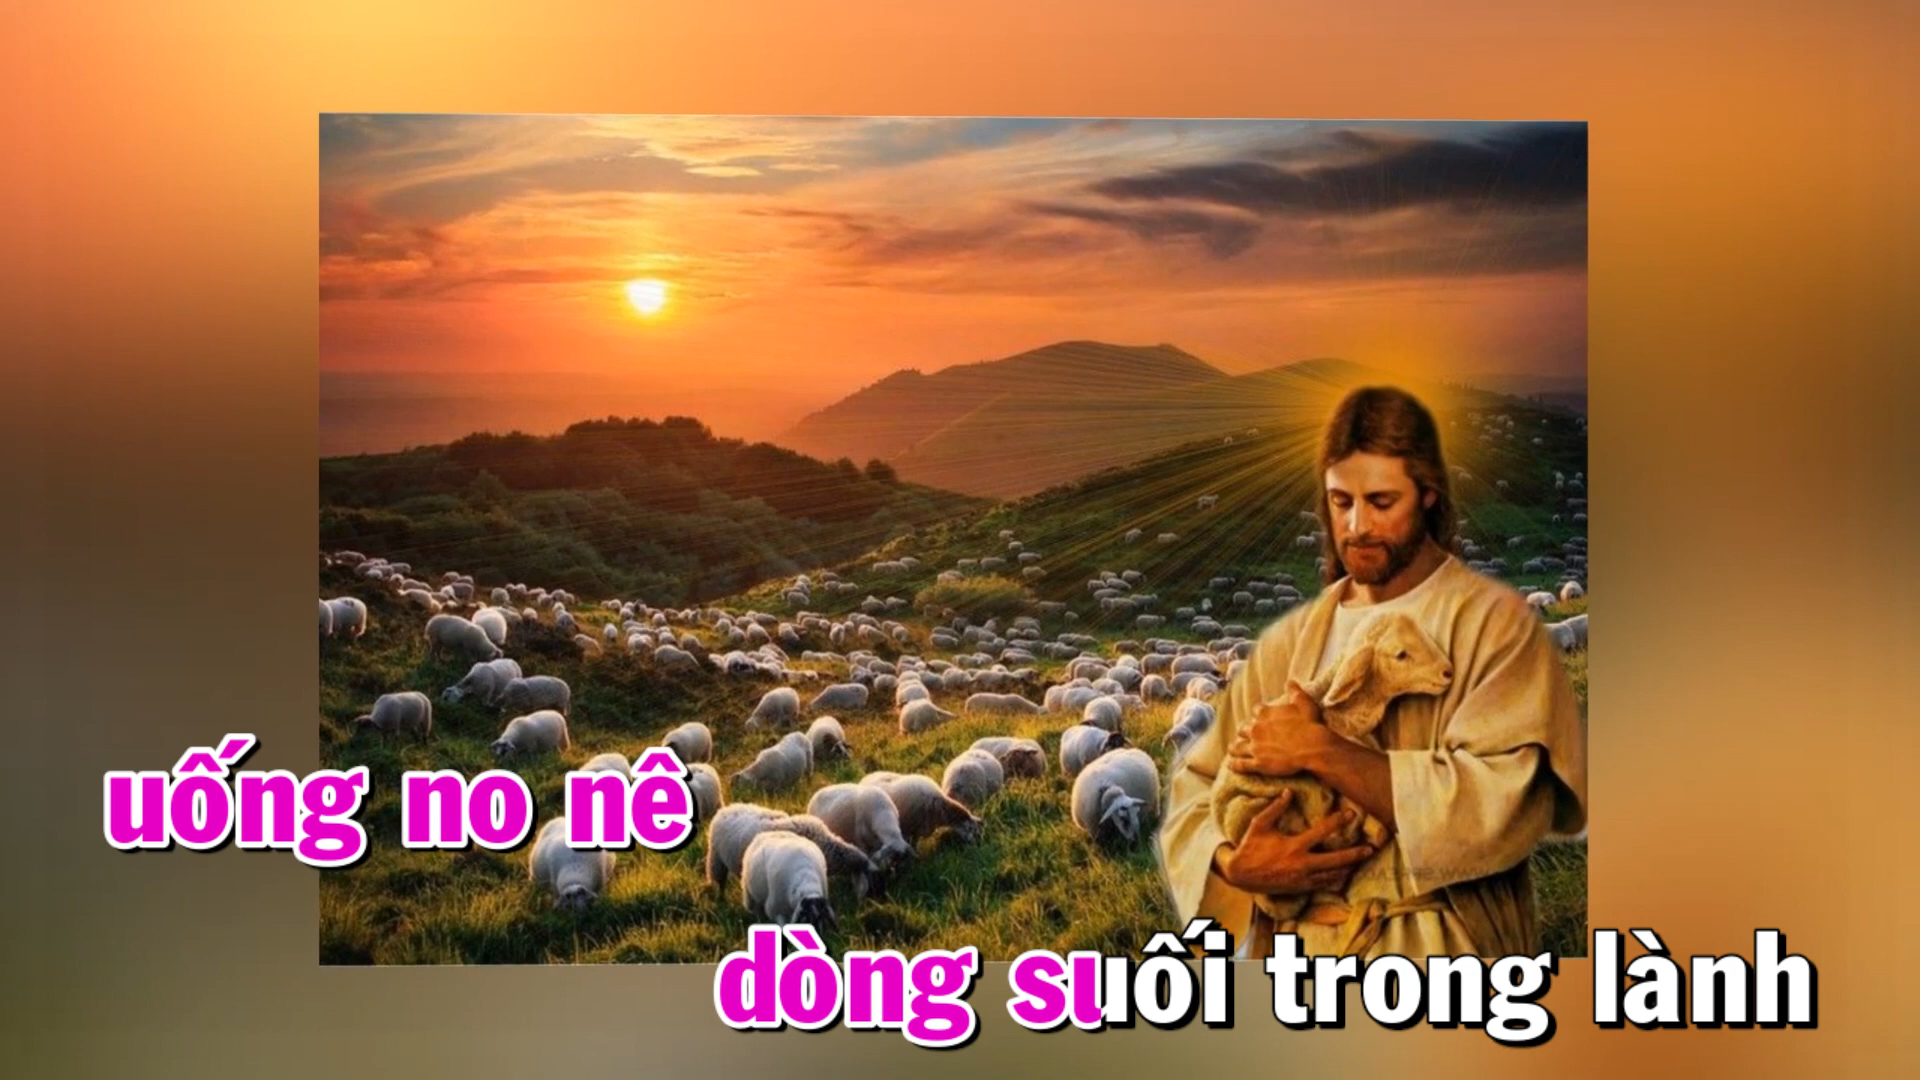 uống no nê
dòng suối trong lành